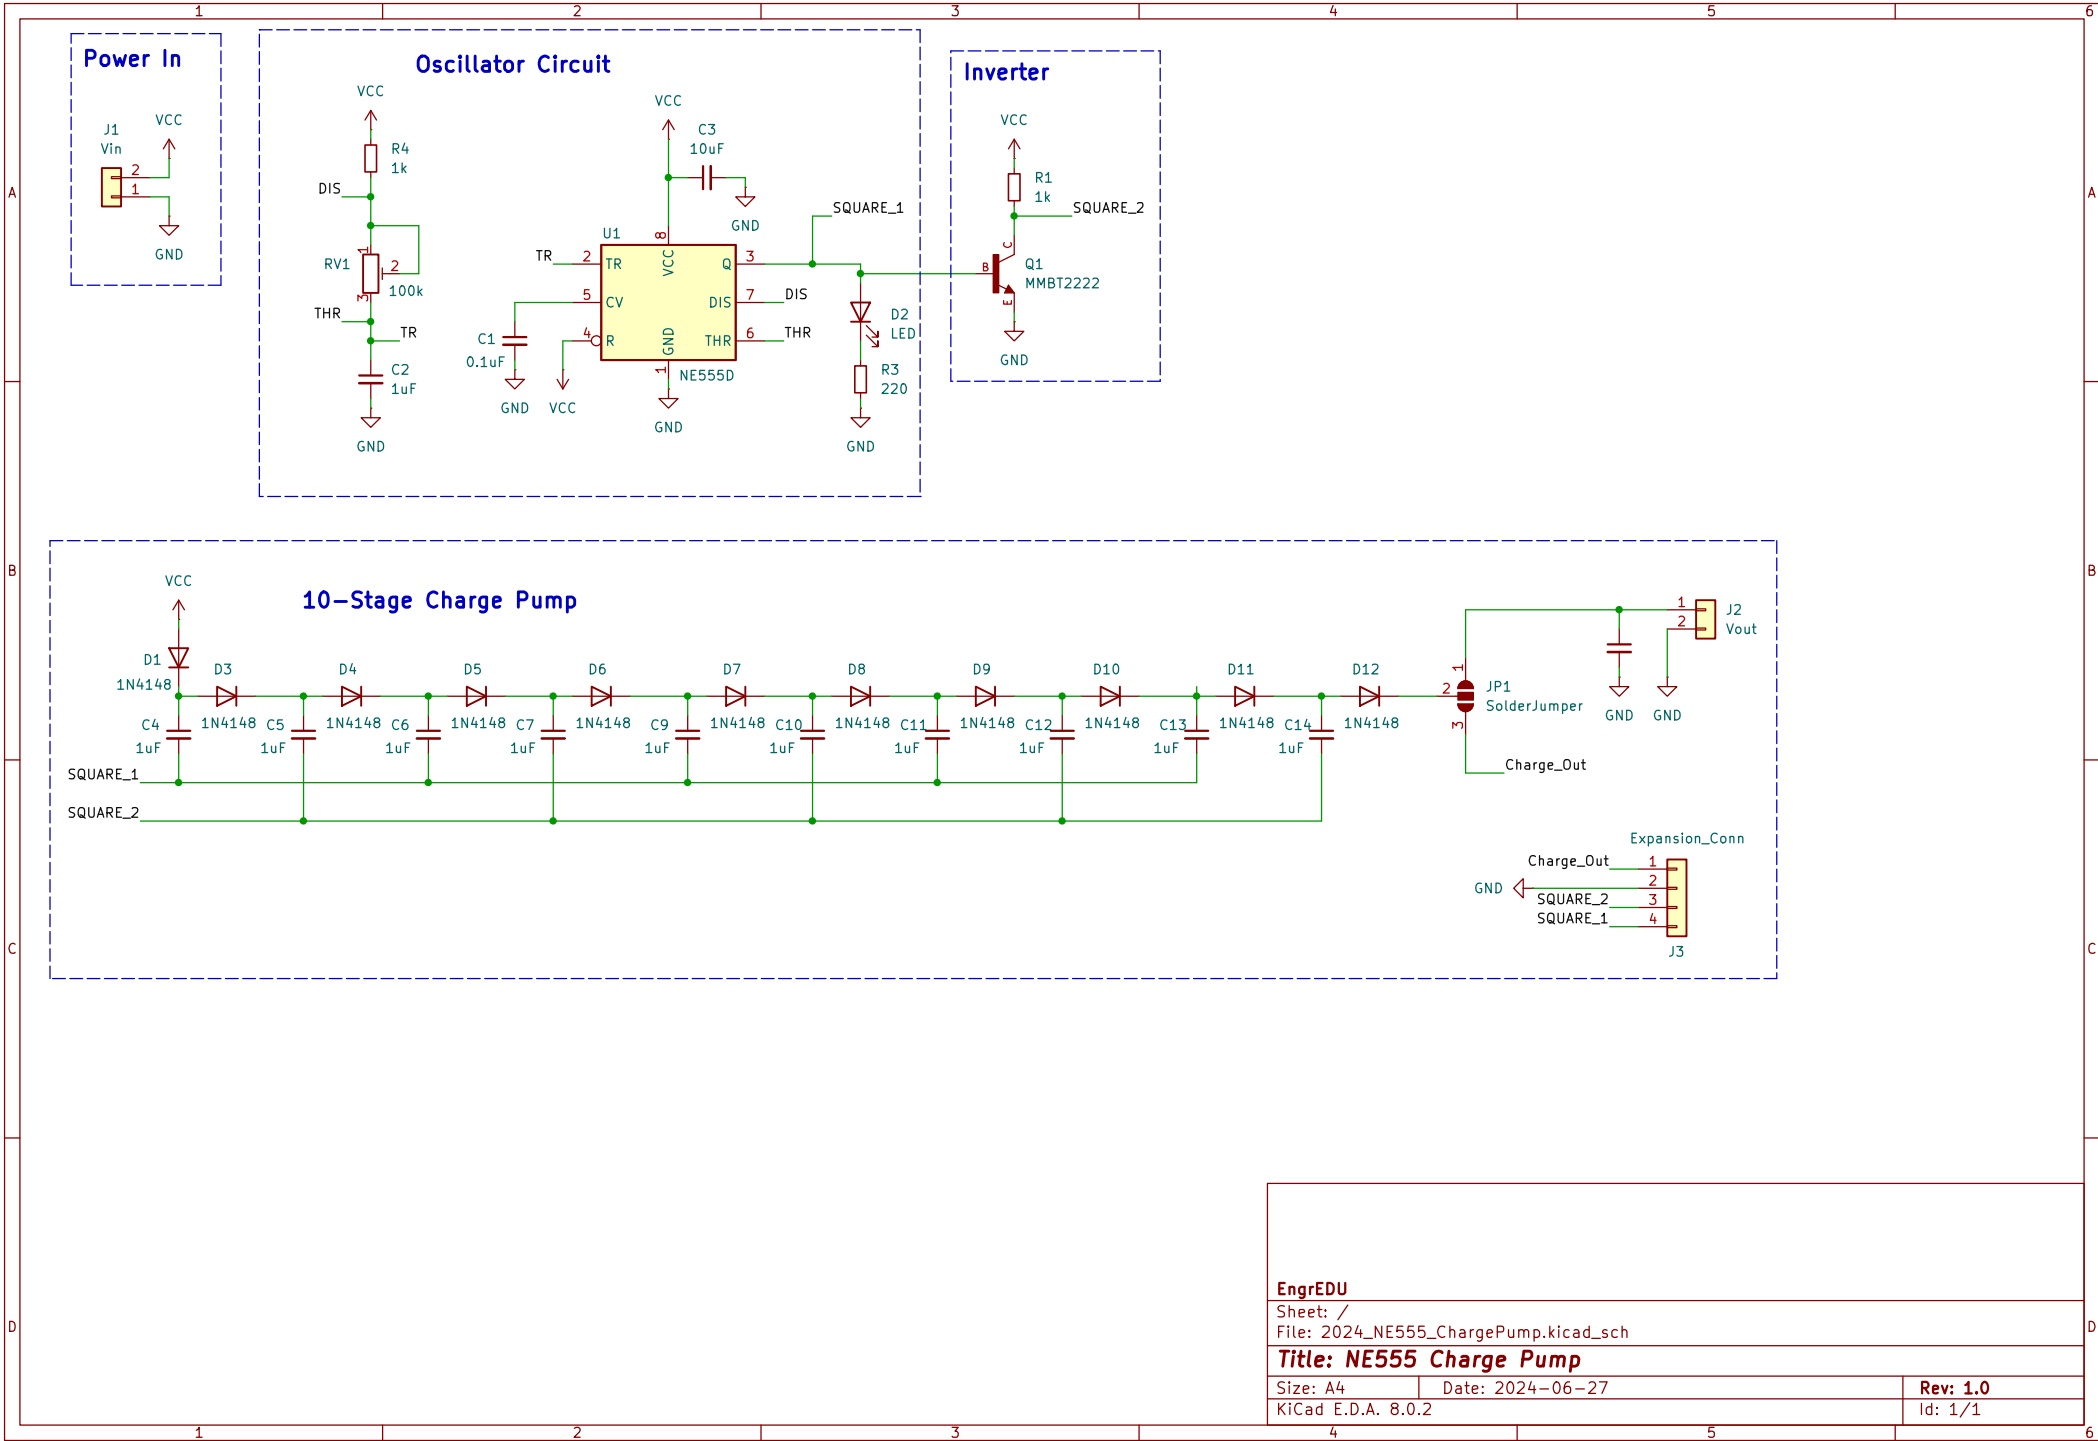 1 2 3 4 5 6
Power In
J1
Vin
VCC
2
1
GND
Oscillator Circuit
VCC
R4
1k
DIS
1
RV1
2
100k
3
THR
TR
C2
1uF
GND
VCC
C3
10uF
GND
U1
8
VCC
TR
2
TR
Q
3
5
CV
DIS
7
DIS
4
R
THR
6
THR
GND
1
NE555D
GND
C1
0.1uF
GND
VCC
SQUARE_1
D2
LED
R3
220
GND
Inverter
VCC
R1
1k
SQUARE_2
C
B
E
Q1
MMBT2222
GND
A
A
B
B
10-Stage Charge Pump
VCC
D1
1N4148
D3
D4
D5
D6
D7
D8
D9
D10
D11
D12
1N4148
1N4148
1N4148
1N4148
1N4148
1N4148
1N4148
1N4148
1N4148
1N4148
C4
1uF
C5
1uF
C6
1uF
C7
1uF
C9
1uF
C10
1uF
C11
1uF
C12
1uF
C13
1uF
C14
1uF
SQUARE_1
SQUARE_2
1
2
3
JP1
SolderJumper
Charge_Out
GND
GND
1
2
J2
Vout
Expansion_Conn
Charge_Out
1
GND
2
SQUARE_2
3
SQUARE_1
4
J3
C
C
D
D
EngrEDU
Sheet: /
File: 2024_NE555_ChargePump.kicad_sch
Title: NE555 Charge Pump
Size: A4
Date: 2024-06-27
Rev: 1.0
KiCad E.D.A. 8.0.2
Id: 1/1
1 2 3 4 5 6